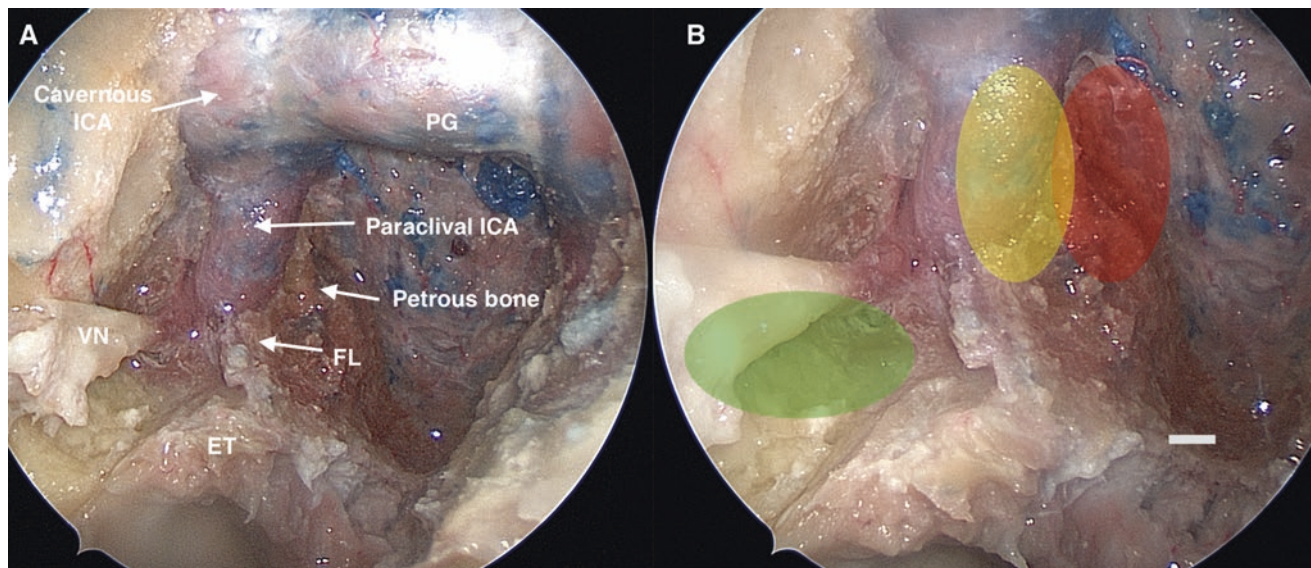 A
Cavernous
ICA
PG
Paraclival ICA
Petrous bone
VN
FL
ET
B